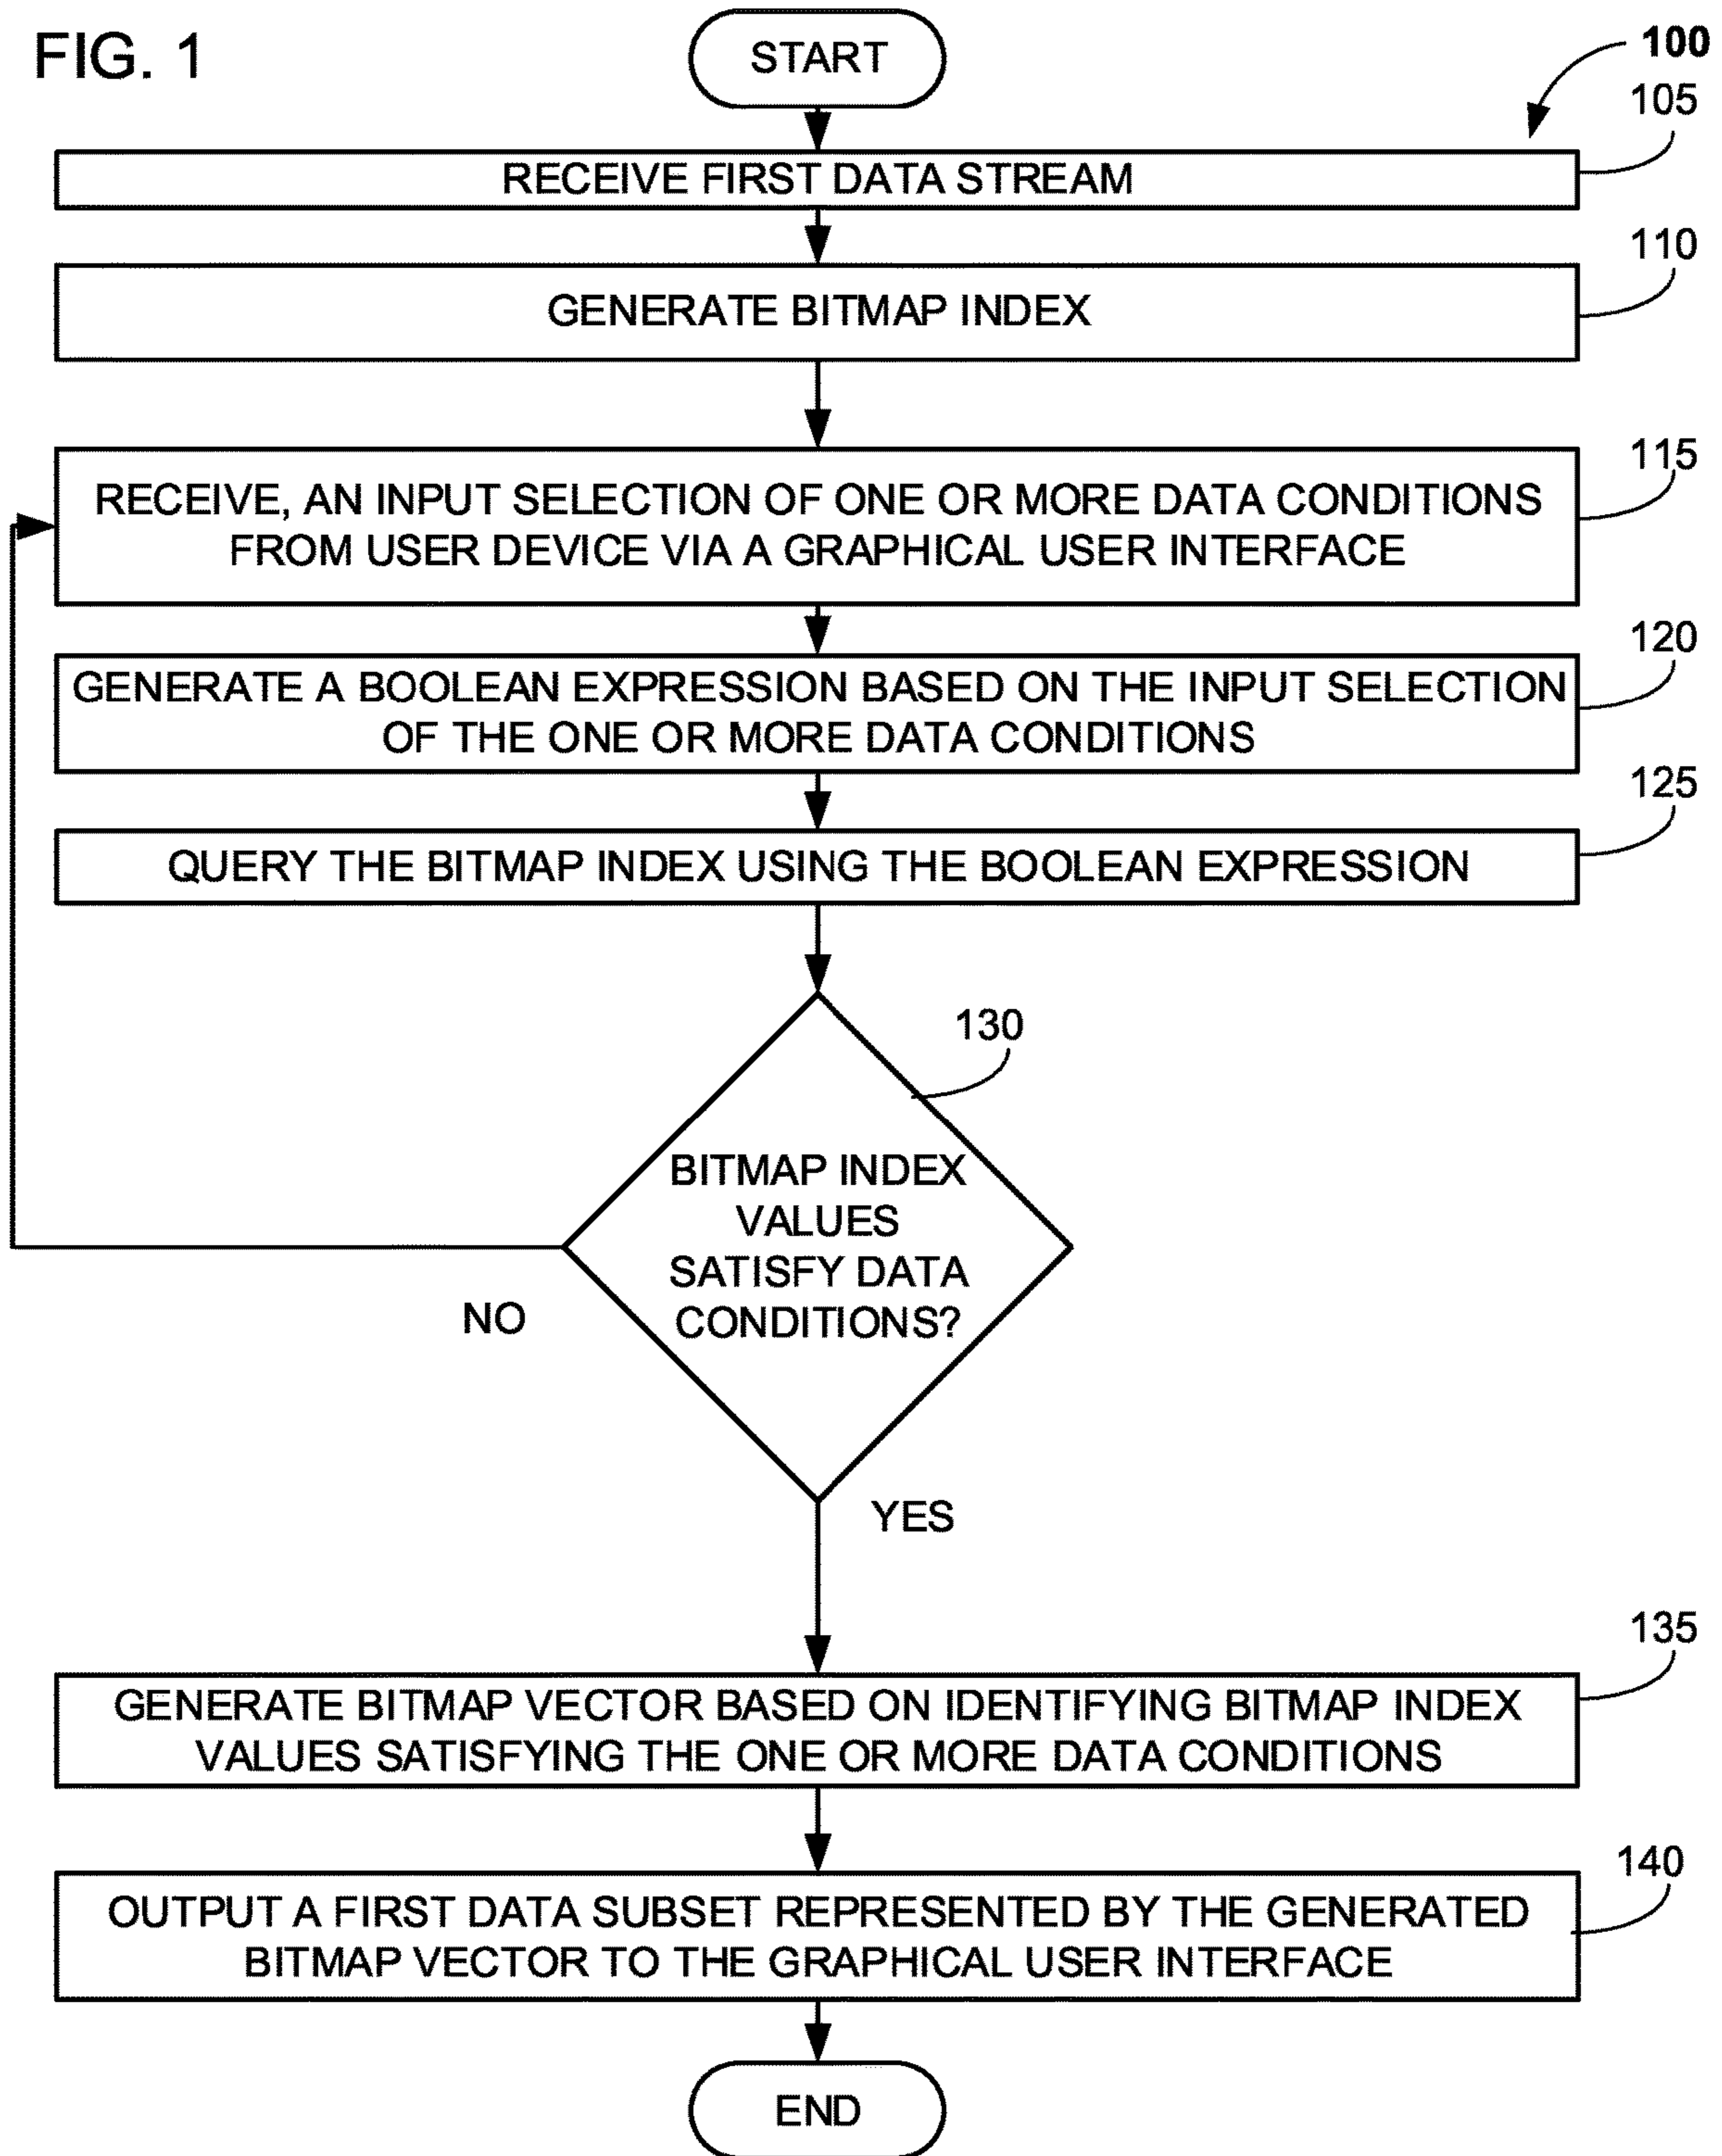 FIG. 1
START
100
105
RECEIVE FIRST DATA STREAM
110
GENERATE BITMAP INDEX
115
RECEIVE, AN INPUT SELECTION OF ONE OR MORE DATA CONDITIONS
FROM USER DEVICE VIA A GRAPHICAL USER INTERFACE
120
GENERATE A BOOLEAN EXPRESSION BASED ON THE INPUT SELECTION
OF THE ONE OR MORE DATA CONDITIONS
125
QUERY THE BITMAP INDEX USING THE BOOLEAN EXPRESSION
130
BITMAP INDEX
VALUES
SATISFY DATA
CONDITIONS?
NO
YES
135
GENERATE BITMAP VECTOR BASED ON IDENTIFYING BITMAP INDEX
VALUES SATISFYING THE ONE OR MORE DATA CONDITIONS
140
OUTPUT A FIRST DATA SUBSET REPRESENTED BY THE GENERATED
BITMAP VECTOR TO THE GRAPHICAL USER INTERFACE
END